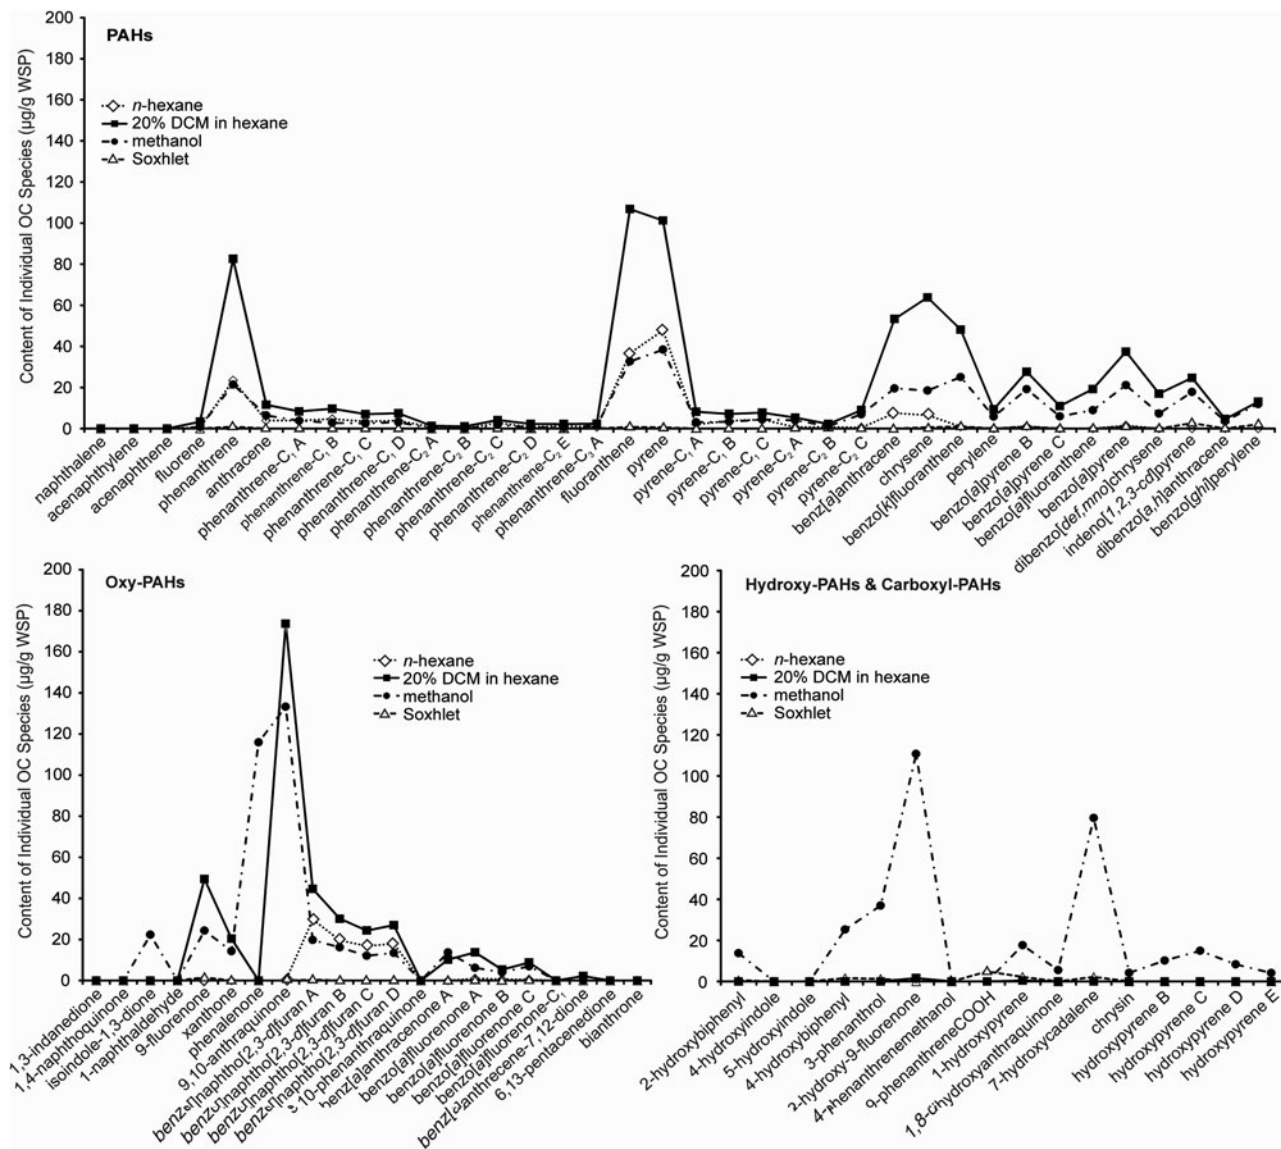 PAHs
Content of Individual OC Species (µg/g WSP)
200
180
160
140
120
100
80
60
40
20
0
n-hexane
20% DCM in hexane
methanol
Soxhlet
naphthalene
acenaphthylene
acenaphthene
fluorene
phenanthrene
anthracene
phenanthrene-C₁ A
phenanthrene-C₁ B
phenanthrene-C₁ C
phenanthrene-C₁ D
phenanthrene-C₂ A
phenanthrene-C₂ B
phenanthrene-C₂ C
phenanthrene-C₂ D
phenanthrene-C₂ E
phenanthrene-C₃ A
fluoranthene
pyrene
pyrene-C₁ A
pyrene-C₁ B
pyrene-C₁ C
pyrene-C₂ A
pyrene-C₂ B
pyrene-C₂ C
benz[a]anthracene
chrysene
benzo[k]fluoranthene
perylene
benzo[a]pyrene B
benzo[a]pyrene C
benzo[a]fluoranthene
benzo[a]pyrene
dibenzo[def,mno]chrysene
indeno[1,2,3-cd]pyrene
dibenz[a,h]anthracene
benzo[ghi]perylene
Oxy-PAHs
Content of Individual OC Species (µg/g WSP)
200
180
160
140
120
100
80
60
40
20
0
n-hexane
20% DCM in hexane
methanol
Soxhlet
1,3-indanedione
1,4-naphthoquinone
isoindole-1,3-dione
1-naphthaldehyde
9-fluorenone
xanthone
phenalenone
9,10-anthraquinone
benzo[]naphtho[2,3-d]furan A
benzo[]naphtho[2,3-d]furan B
benzo[]naphtho[2,3-d]furan C
benzo[]naphtho[2,3-d]furan D
10-phenanthraquinone
benz[a]anthracenone A
benzo[a]fluorenone A
benzo[a]fluorenone B
benzo[a]fluorenone C
benzo[a]fluorenone-C₁
benz[a]anthrecene-7,12-dione
6,13-pentacenedione
bianthrone
Hydroxy-PAHs & Carboxyl-PAHs
Content of Individual OC Species (µg/g WSP)
200
180
160
140
120
100
80
60
40
20
0
n-hexane
20% DCM in hexane
methanol
Soxhlet
2-hydroxybiphenyl
4-hydroxyindole
5-hydroxyindole
4-hydroxybiphenyl
3-phenanthrol
2-hydroxy-9-fluorenone
4-phenanthrenemethanol
9-phenanthreneCOOH
1-hydroxypyrene
1,8-dihydroxyanthraquinone
7-hydroxycadalene
chrysin
hydroxypyrene B
hydroxypyrene C
hydroxypyrene D
hydroxypyrene E